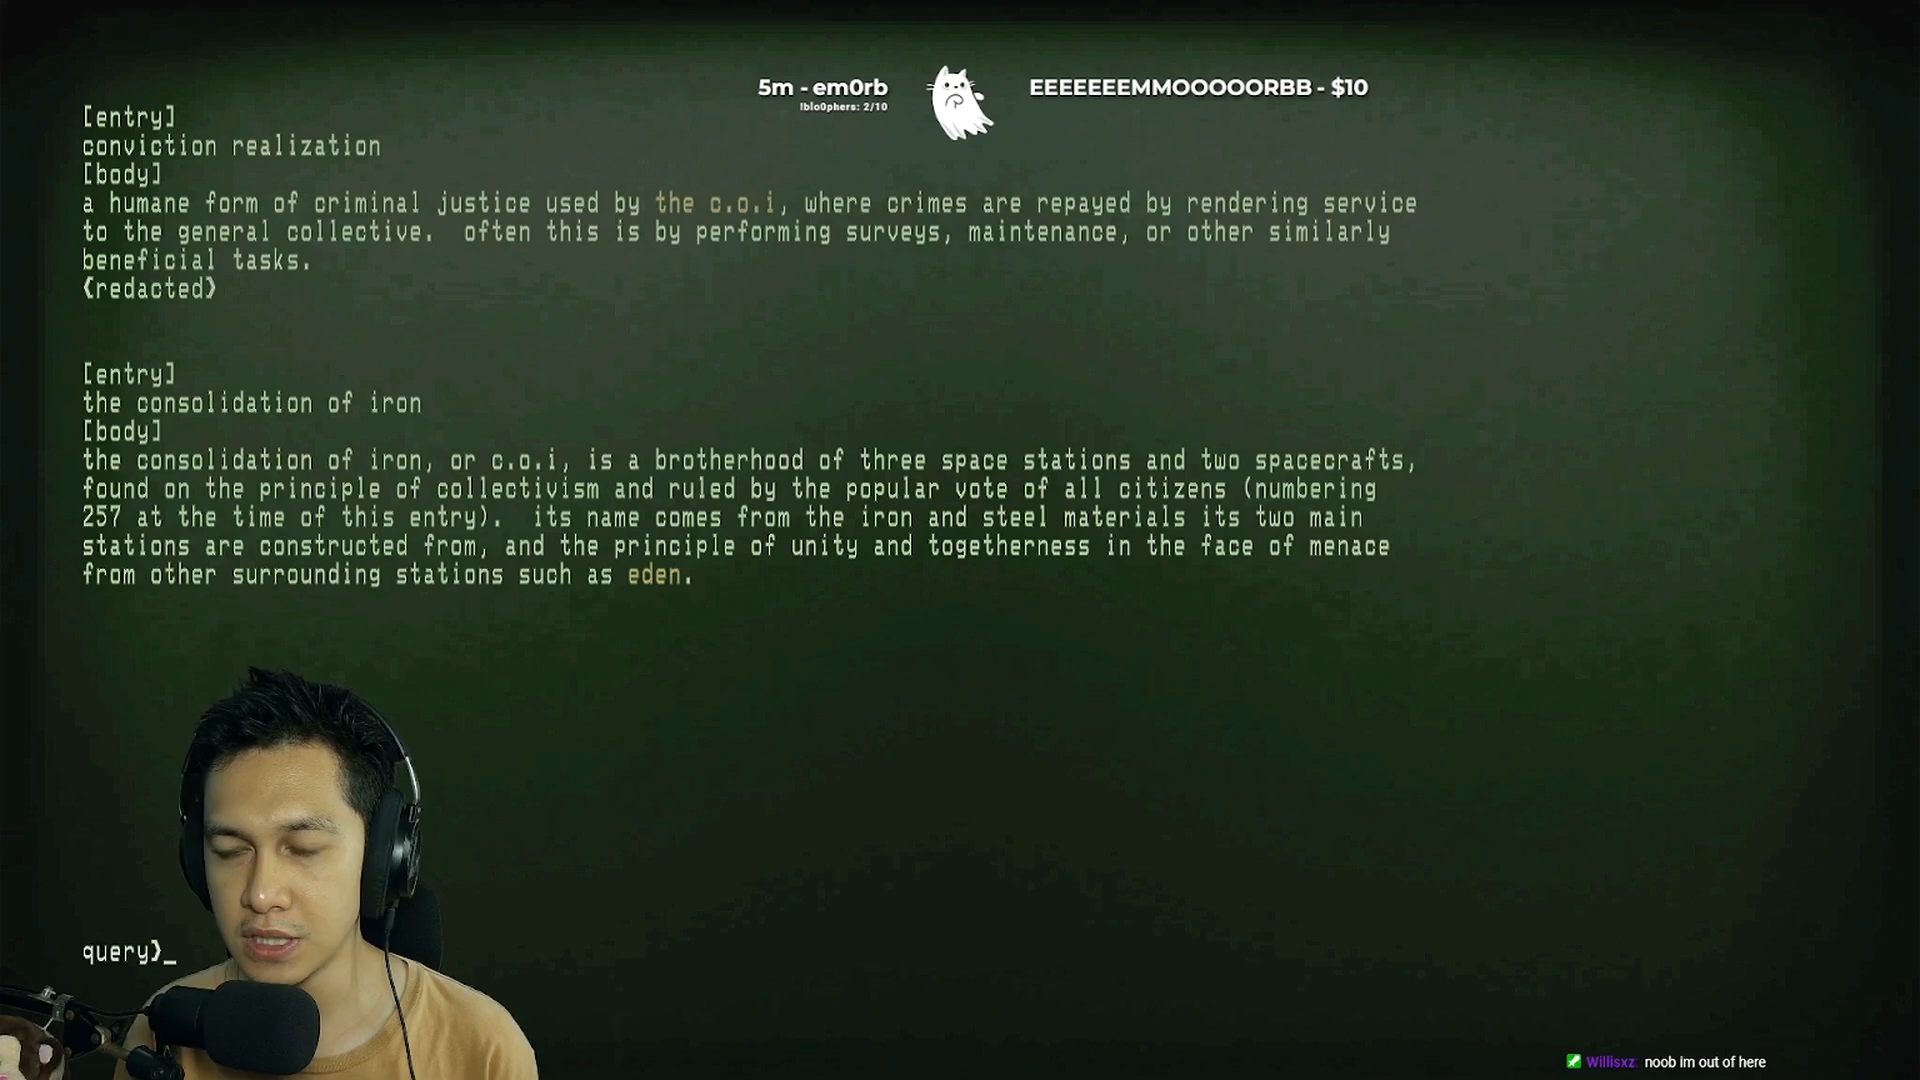 5m - em0rb
!blo0phers: 2/10
EEEEEEEMMOOOOORBB - $10
[entry]
conviction realization
[body]
a humane form of criminal justice used by the c.o.i, where crimes are repayed by rendering service
to the general collective.  often this is by performing surveys, maintenance, or other similarly
beneficial tasks.
{redacted}
[entry]
the consolidation of iron
[body]
the consolidation of iron, or c.o.i, is a brotherhood of three space stations and two spacecrafts,
found on the principle of collectivism and ruled by the popular vote of all citizens (numbering
257 at the time of this entry).  its name comes from the iron and steel materials its two main
stations are constructed from, and the principle of unity and togetherness in the face of menace
from other surrounding stations such as eden.
query}_
Willisxz: noob im out of here